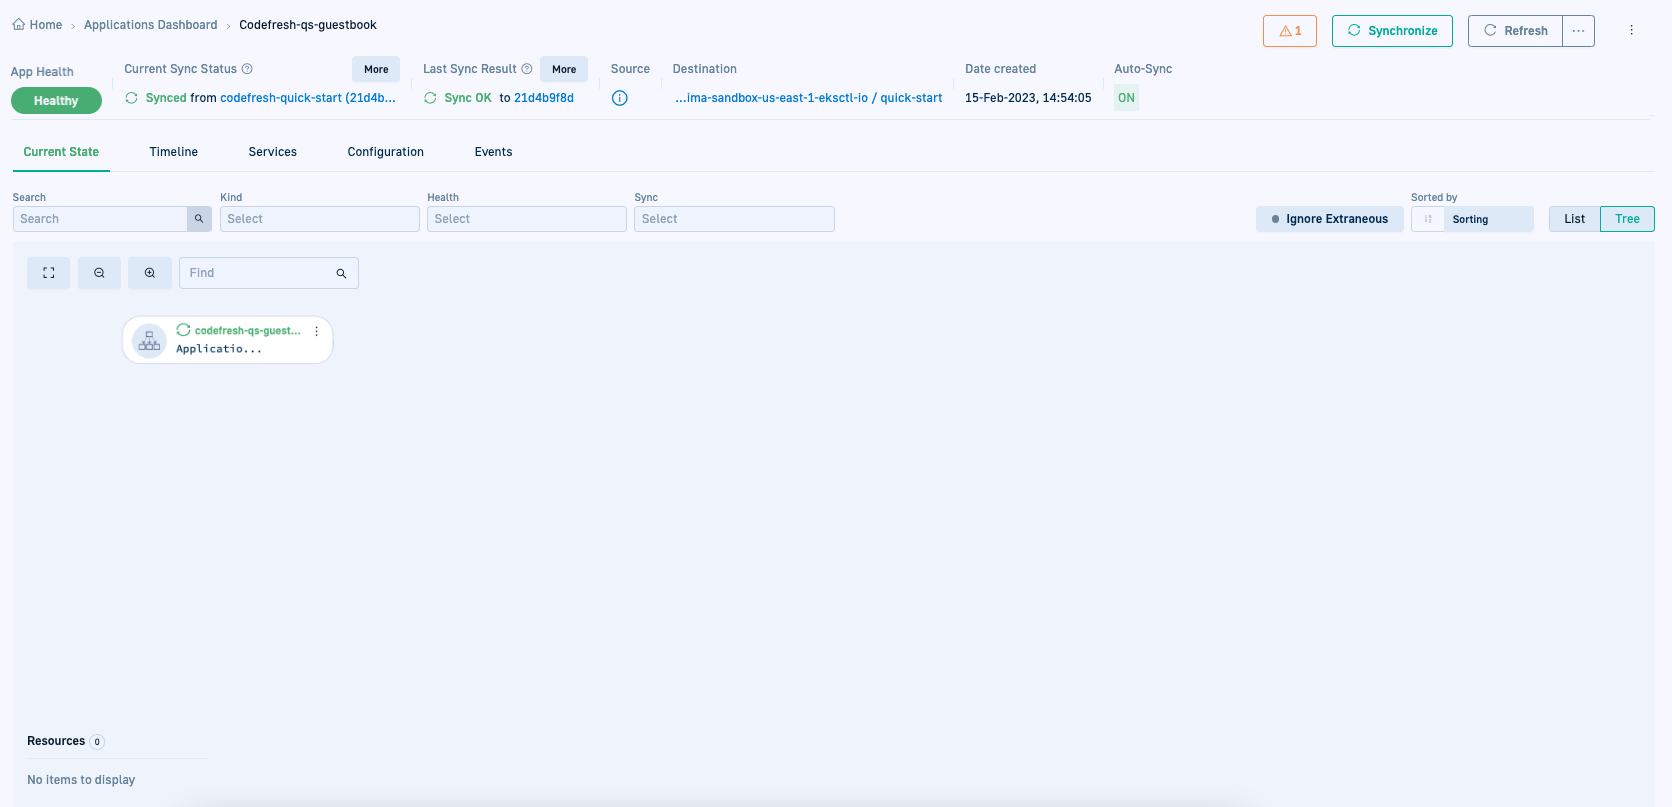 Home > Applications Dashboard > Codefresh-qs-guestbook
1
Synchronize
Refresh
App Health
Healthy
Current Sync Status
More
Synced from codefresh-quick-start (21d4b...
Last Sync Result
More
Sync OK to 21d4b9f8d
Source
Destination
...ima-sandbox-us-east-1-eksctl-io / quick-start
Date created
15-Feb-2023, 14:54:05
Auto-Sync
ON
Current State
Timeline
Services
Configuration
Events
Search
Search
Kind
Select
Health
Select
Sync
Select
Ignore Extraneous
Sorted by
Sorting
List
Tree
Find
codefresh-qs-guest...
Applicatio...
Resources 0
No items to display